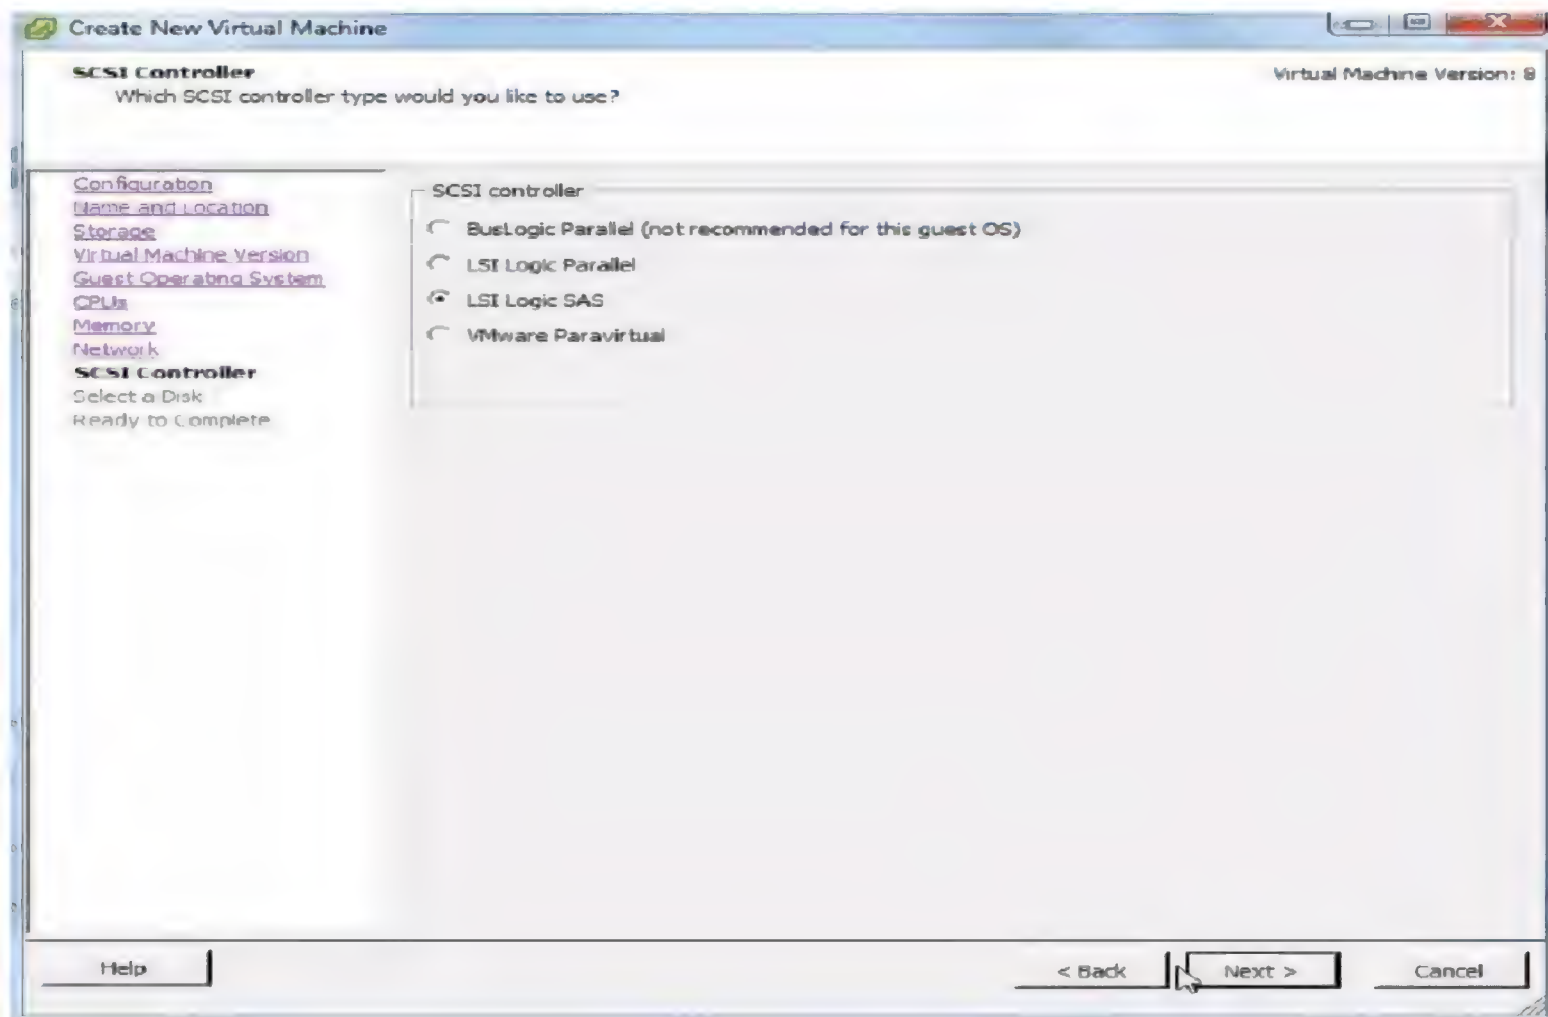 Create New Virtual Machine
SCSI Controller
Which SCSI controller type would you like to use?
Virtual Machine Version: 8
Configuration
Name and Location
Storage
Virtual Machine Version
Guest Operating System
CPUs
Memory
Network
SCSI Controller
Select a Disk
Ready to Complete
SCSI controller
BusLogic Parallel (not recommended for this guest OS)
LSI Logic Parallel
LSI Logic SAS
VMware Paravirtual
Help
< Back
Next >
Cancel